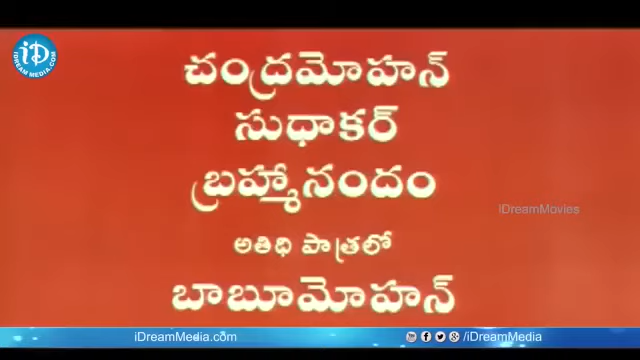 iD
iDREAM MEDIA.COM
చంద్రమోహన్
సుధాకర్
బ్రహ్మానందం
iDreamMovies
అతిధి పాత్రలో
బాబూమోహన్
iDreamMedia.com
/iDreamMedia